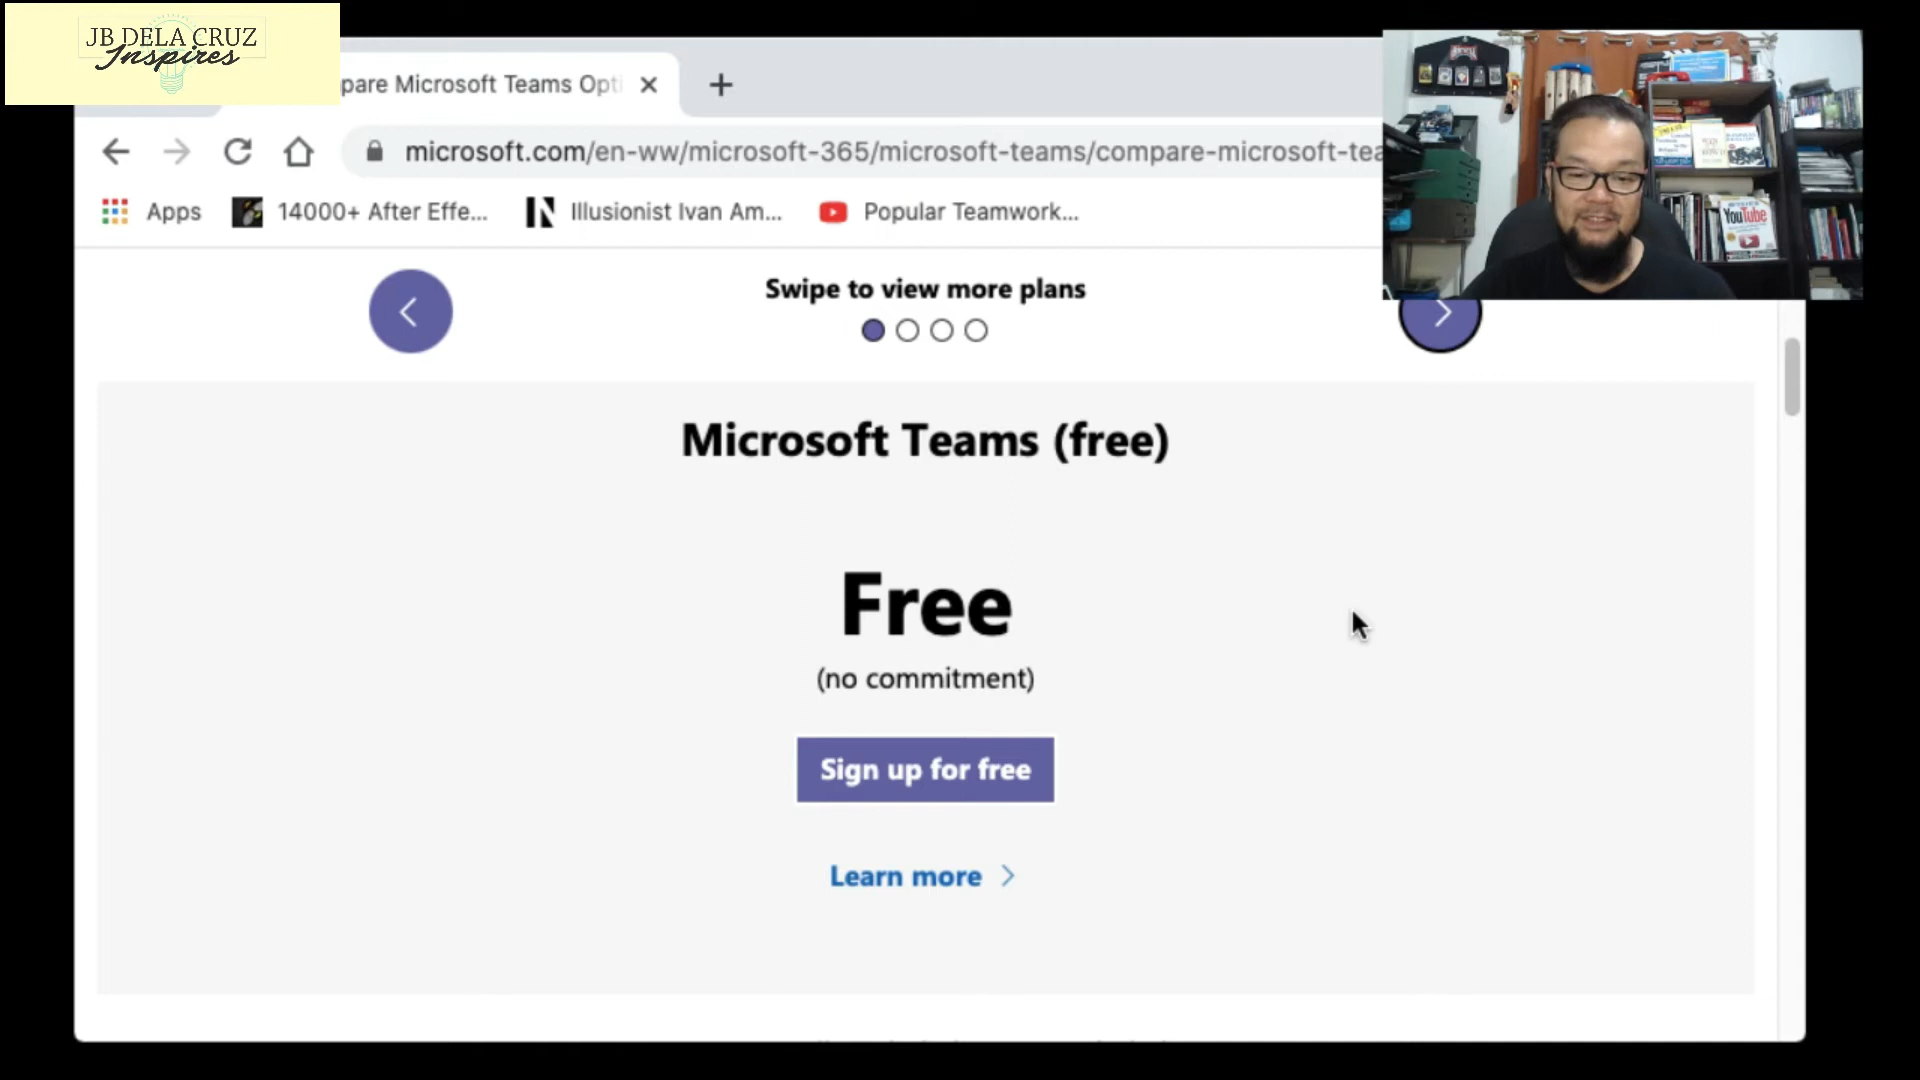 JB DELA CRUZ
Inspires
pare Microsoft Teams Opti
microsoft.com/en-ww/microsoft-365/microsoft-teams/compare-microsoft-tea
Apps
14000+ After Effe...
Illusionist Ivan Am...
Popular Teamwork...
YouTube
Swipe to view more plans
Microsoft Teams (free)
Free
(no commitment)
Sign up for free
Learn more